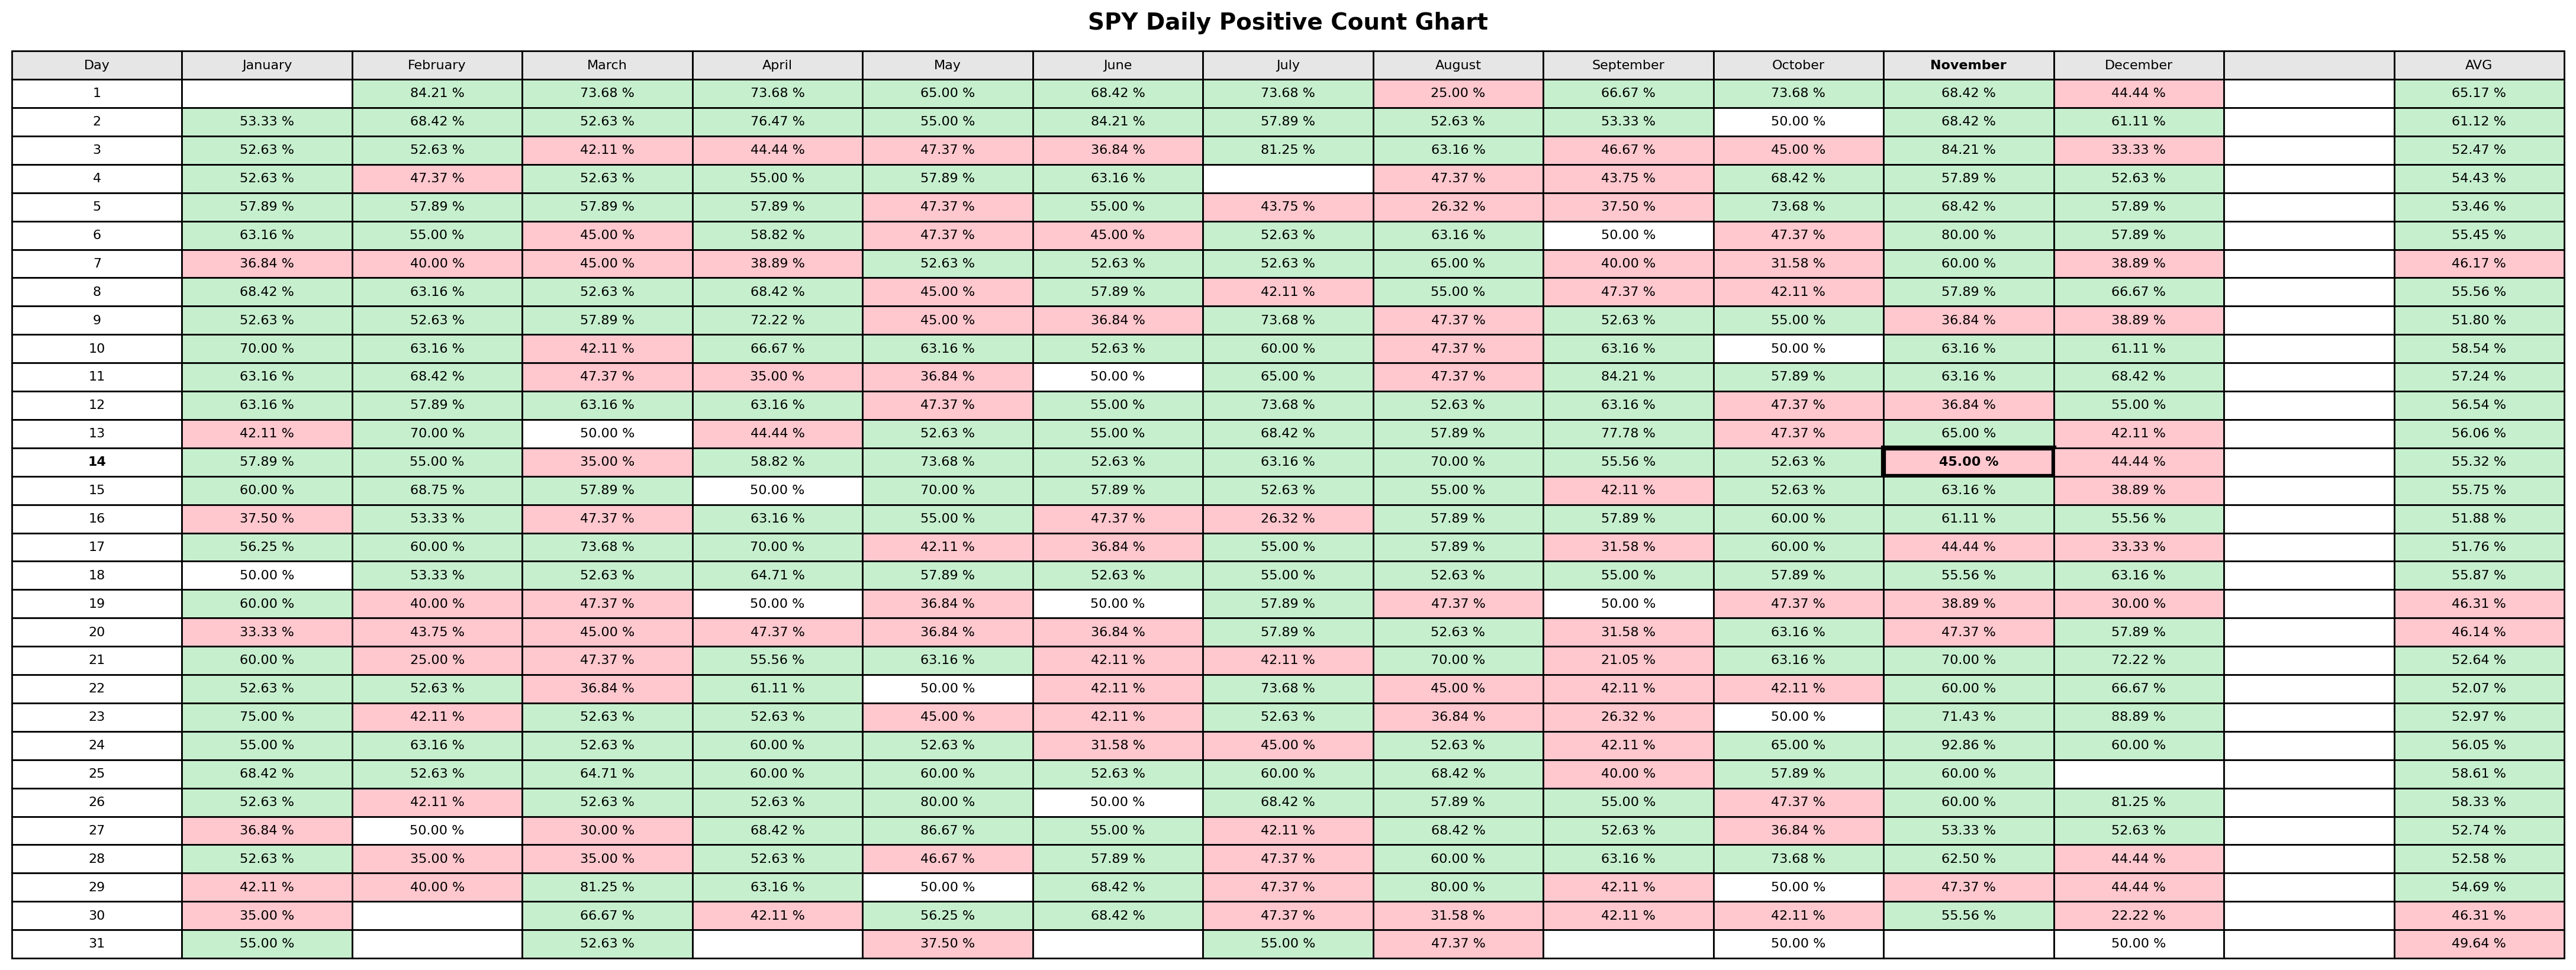 SPY Daily Positive Count Ghart
Day January February March April May June July August September October November December AVG
1 84.21 % 73.68 % 73.68 % 65.00 % 68.42 % 73.68 % 25.00 % 66.67 % 73.68 % 68.42 % 44.44 % 65.17 %
2 53.33 % 68.42 % 52.63 % 76.47 % 55.00 % 84.21 % 57.89 % 52.63 % 53.33 % 50.00 % 68.42 % 61.11 % 61.12 %
3 52.63 % 52.63 % 42.11 % 44.44 % 47.37 % 36.84 % 81.25 % 63.16 % 46.67 % 45.00 % 84.21 % 33.33 % 52.47 %
4 52.63 % 47.37 % 52.63 % 55.00 % 57.89 % 63.16 % 47.37 % 43.75 % 68.42 % 57.89 % 52.63 % 54.43 %
5 57.89 % 57.89 % 57.89 % 57.89 % 47.37 % 55.00 % 43.75 % 26.32 % 37.50 % 73.68 % 68.42 % 57.89 % 53.46 %
6 63.16 % 55.00 % 45.00 % 58.82 % 47.37 % 45.00 % 52.63 % 63.16 % 50.00 % 47.37 % 80.00 % 57.89 % 55.45 %
7 36.84 % 40.00 % 45.00 % 38.89 % 52.63 % 52.63 % 52.63 % 65.00 % 40.00 % 31.58 % 60.00 % 38.89 % 46.17 %
8 68.42 % 63.16 % 52.63 % 68.42 % 45.00 % 57.89 % 42.11 % 55.00 % 47.37 % 42.11 % 57.89 % 66.67 % 55.56 %
9 52.63 % 52.63 % 57.89 % 72.22 % 45.00 % 36.84 % 73.68 % 47.37 % 52.63 % 55.00 % 36.84 % 38.89 % 51.80 %
10 70.00 % 63.16 % 42.11 % 66.67 % 63.16 % 52.63 % 60.00 % 47.37 % 63.16 % 50.00 % 63.16 % 61.11 % 58.54 %
11 63.16 % 68.42 % 47.37 % 35.00 % 36.84 % 50.00 % 65.00 % 47.37 % 84.21 % 57.89 % 63.16 % 68.42 % 57.24 %
12 63.16 % 57.89 % 63.16 % 63.16 % 47.37 % 55.00 % 73.68 % 52.63 % 63.16 % 47.37 % 36.84 % 55.00 % 56.54 %
13 42.11 % 70.00 % 50.00 % 44.44 % 52.63 % 55.00 % 68.42 % 57.89 % 77.78 % 47.37 % 65.00 % 42.11 % 56.06 %
14 57.89 % 55.00 % 35.00 % 58.82 % 73.68 % 52.63 % 63.16 % 70.00 % 55.56 % 52.63 % 45.00 % 44.44 % 55.32 %
15 60.00 % 68.75 % 57.89 % 50.00 % 70.00 % 57.89 % 52.63 % 55.00 % 42.11 % 52.63 % 63.16 % 38.89 % 55.75 %
16 37.50 % 53.33 % 47.37 % 63.16 % 55.00 % 47.37 % 26.32 % 57.89 % 57.89 % 60.00 % 61.11 % 55.56 % 51.88 %
17 56.25 % 60.00 % 73.68 % 70.00 % 42.11 % 36.84 % 55.00 % 57.89 % 31.58 % 60.00 % 44.44 % 33.33 % 51.76 %
18 50.00 % 53.33 % 52.63 % 64.71 % 57.89 % 52.63 % 55.00 % 52.63 % 55.00 % 57.89 % 55.56 % 63.16 % 55.87 %
19 60.00 % 40.00 % 47.37 % 50.00 % 36.84 % 50.00 % 57.89 % 47.37 % 50.00 % 47.37 % 38.89 % 30.00 % 46.31 %
20 33.33 % 43.75 % 45.00 % 47.37 % 36.84 % 36.84 % 57.89 % 52.63 % 31.58 % 63.16 % 47.37 % 57.89 % 46.14 %
21 60.00 % 25.00 % 47.37 % 55.56 % 63.16 % 42.11 % 42.11 % 70.00 % 21.05 % 63.16 % 70.00 % 72.22 % 52.64 %
22 52.63 % 52.63 % 36.84 % 61.11 % 50.00 % 42.11 % 73.68 % 45.00 % 42.11 % 42.11 % 60.00 % 66.67 % 52.07 %
23 75.00 % 42.11 % 52.63 % 52.63 % 45.00 % 42.11 % 52.63 % 36.84 % 26.32 % 50.00 % 71.43 % 88.89 % 52.97 %
24 55.00 % 63.16 % 52.63 % 60.00 % 52.63 % 31.58 % 45.00 % 52.63 % 42.11 % 65.00 % 92.86 % 60.00 % 56.05 %
25 68.42 % 52.63 % 64.71 % 60.00 % 60.00 % 52.63 % 60.00 % 68.42 % 40.00 % 57.89 % 60.00 % 58.61 %
26 52.63 % 42.11 % 52.63 % 52.63 % 80.00 % 50.00 % 68.42 % 57.89 % 55.00 % 47.37 % 60.00 % 81.25 % 58.33 %
27 36.84 % 50.00 % 30.00 % 68.42 % 86.67 % 55.00 % 42.11 % 68.42 % 52.63 % 36.84 % 53.33 % 52.63 % 52.74 %
28 52.63 % 35.00 % 35.00 % 52.63 % 46.67 % 57.89 % 47.37 % 60.00 % 63.16 % 73.68 % 62.50 % 44.44 % 52.58 %
29 42.11 % 40.00 % 81.25 % 63.16 % 50.00 % 68.42 % 47.37 % 80.00 % 42.11 % 50.00 % 47.37 % 44.44 % 54.69 %
30 35.00 % 66.67 % 42.11 % 56.25 % 68.42 % 47.37 % 31.58 % 42.11 % 42.11 % 55.56 % 22.22 % 46.31 %
31 55.00 % 52.63 % 37.50 % 55.00 % 47.37 % 50.00 % 50.00 % 49.64 %